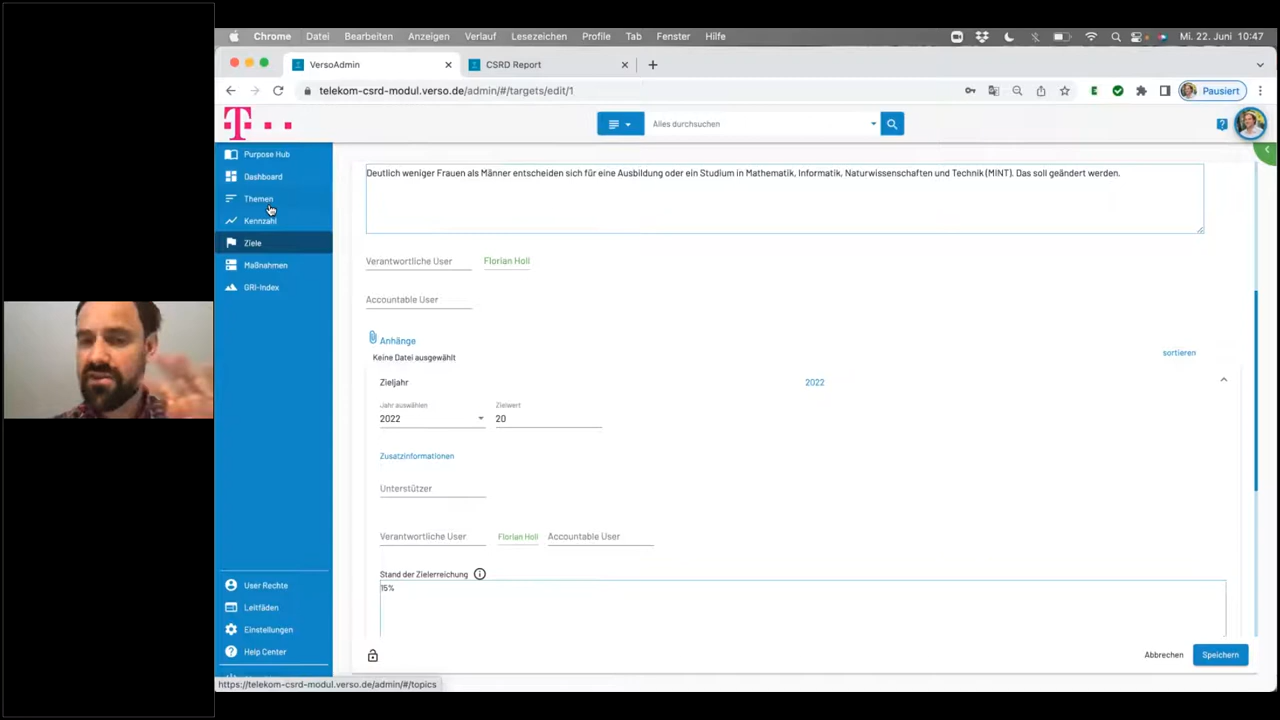 Chrome Datei Bearbeiten Anzeigen Verlauf Lesezeichen Profile Tab Fenster Hilfe Mi. 22. Juni 10:47
VersoAdmin CSRD Report
telekom-csrd-modul.verso.de/admin/#/targets/edit/1 Pausiert
T Alles durchsuchen
Purpose Hub
Dashboard
Themen
Kennzahl
Ziele
Maßnahmen
GRI-Index
User Rechte
Leitfäden
Einstellungen
Help Center
https://telekom-csrd-modul.verso.de/admin/#/topics
Deutlich weniger Frauen als Männer entscheiden sich für eine Ausbildung oder ein Studium in Mathematik, Informatik, Naturwissenschaften und Technik (MINT). Das soll geändert werden.
Verantwortliche User Florian Holl
Accountable User
Anhänge
Keine Datei ausgewählt
sortieren
Zieljahr 2022
Jahr auswählen Zielwert
2022 20
Zusatzinformationen
Unterstützer
Verantwortliche User Florian Holl Accountable User
Stand der Zielerreichung
15%
Abbrechen Speichern